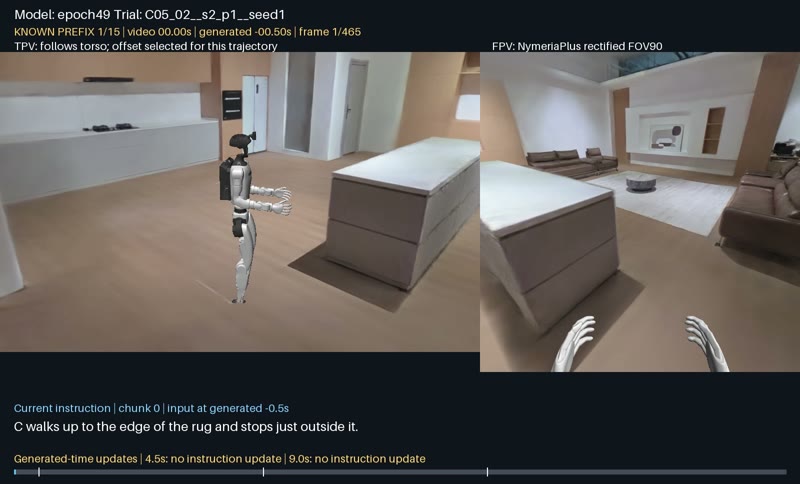 Model: epoch49 Trial: C05_02__s2_p1__seed1
KNOWN PREFIX 1/15 | video 00.00s | generated -00.50s | frame 1/465
TPV: follows torso; offset selected for this trajectory
FPV: NymeriaPlus rectified FOV90
Current instruction | chunk 0 | input at generated -0.5s
C walks up to the edge of the rug and stops just outside it.
Generated-time updates | 4.5s: no instruction update | 9.0s: no instruction update